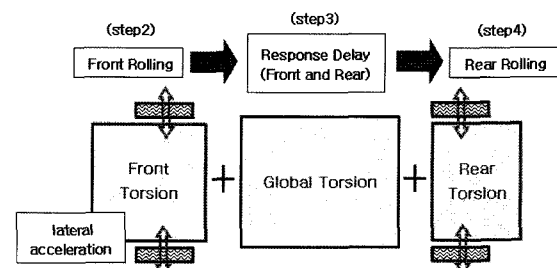 (step2)
(step3)
(step4)
Front Rolling
Response Delay
(Front and Rear)
Rear Rolling
Front
Torsion
+
Global Torsion
+
Rear
Torsion
lateral
acceleration